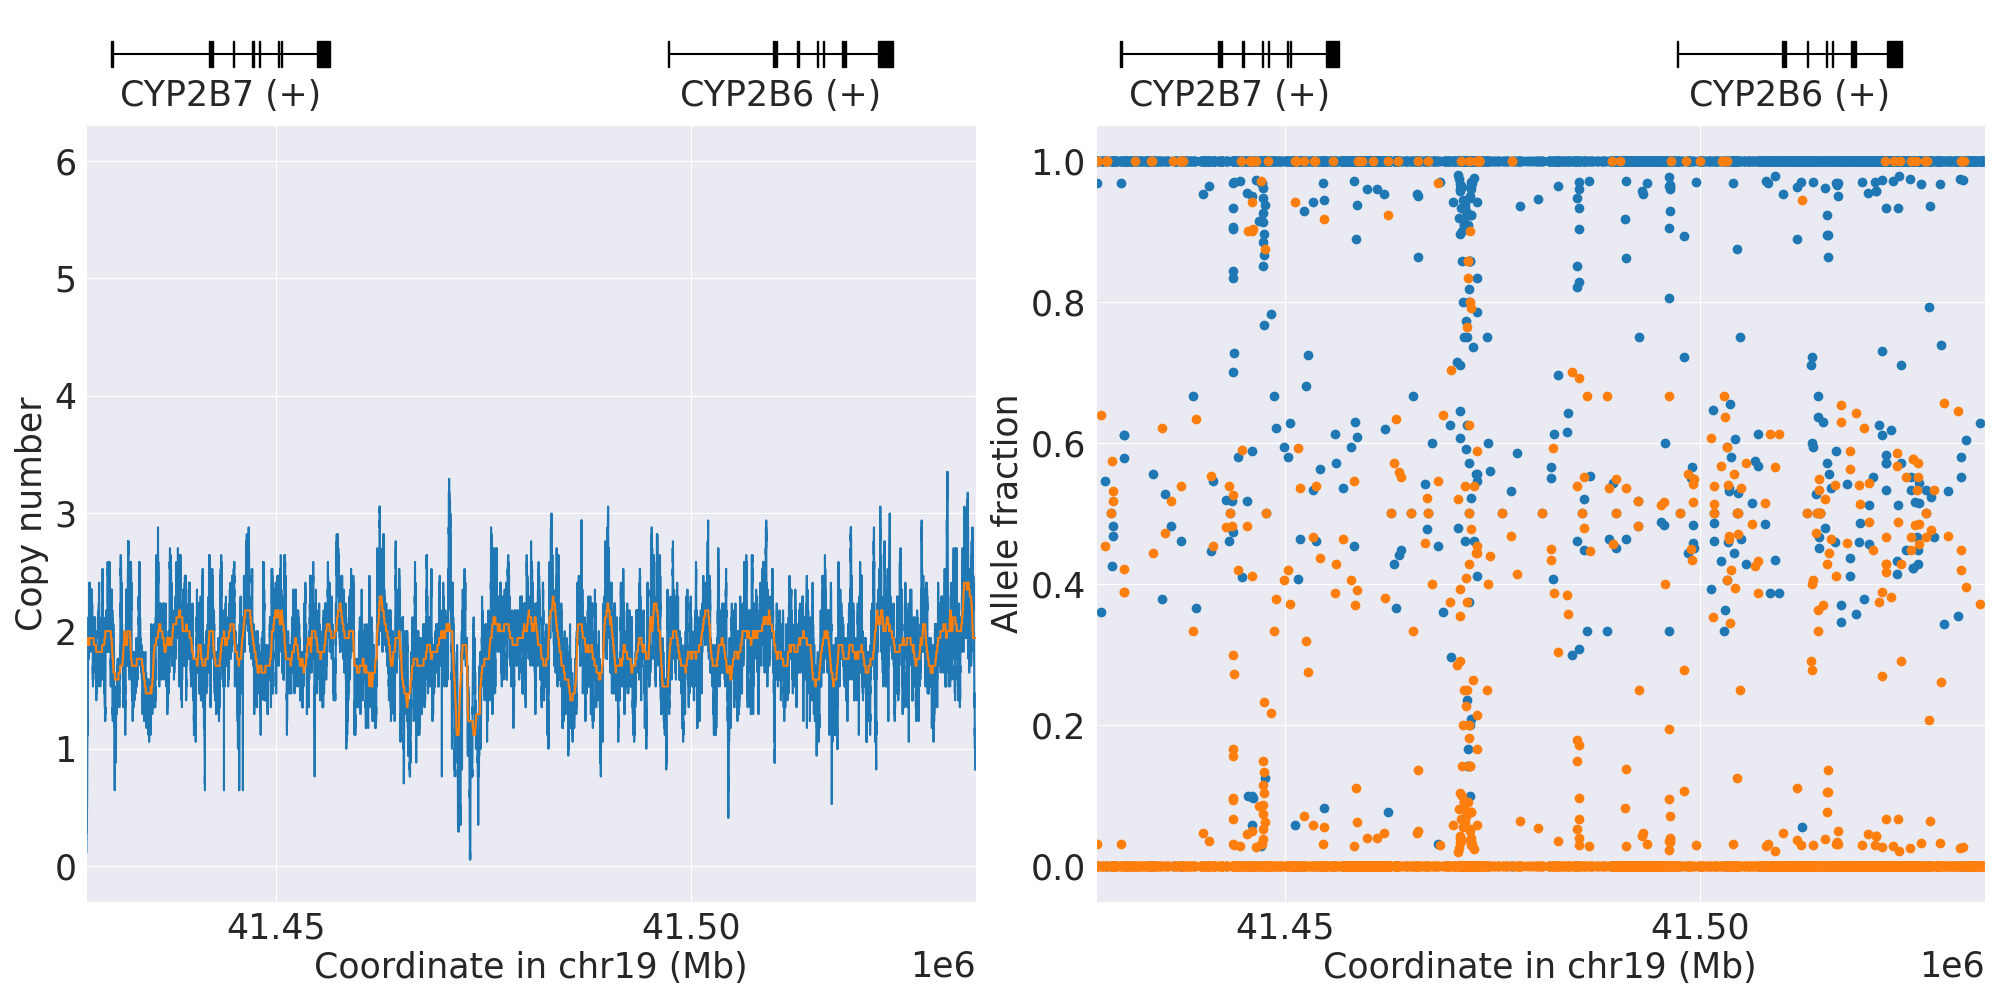 CYP2B7 (+)
CYP2B6 (+)
6
5
4
3
2
1
0
Copy number
41.45
41.50
Coordinate in chr19 (Mb)
1e6
CYP2B7 (+)
CYP2B6 (+)
1.0
0.8
0.6
0.4
0.2
0.0
Allele fraction
41.45
41.50
Coordinate in chr19 (Mb)
1e6